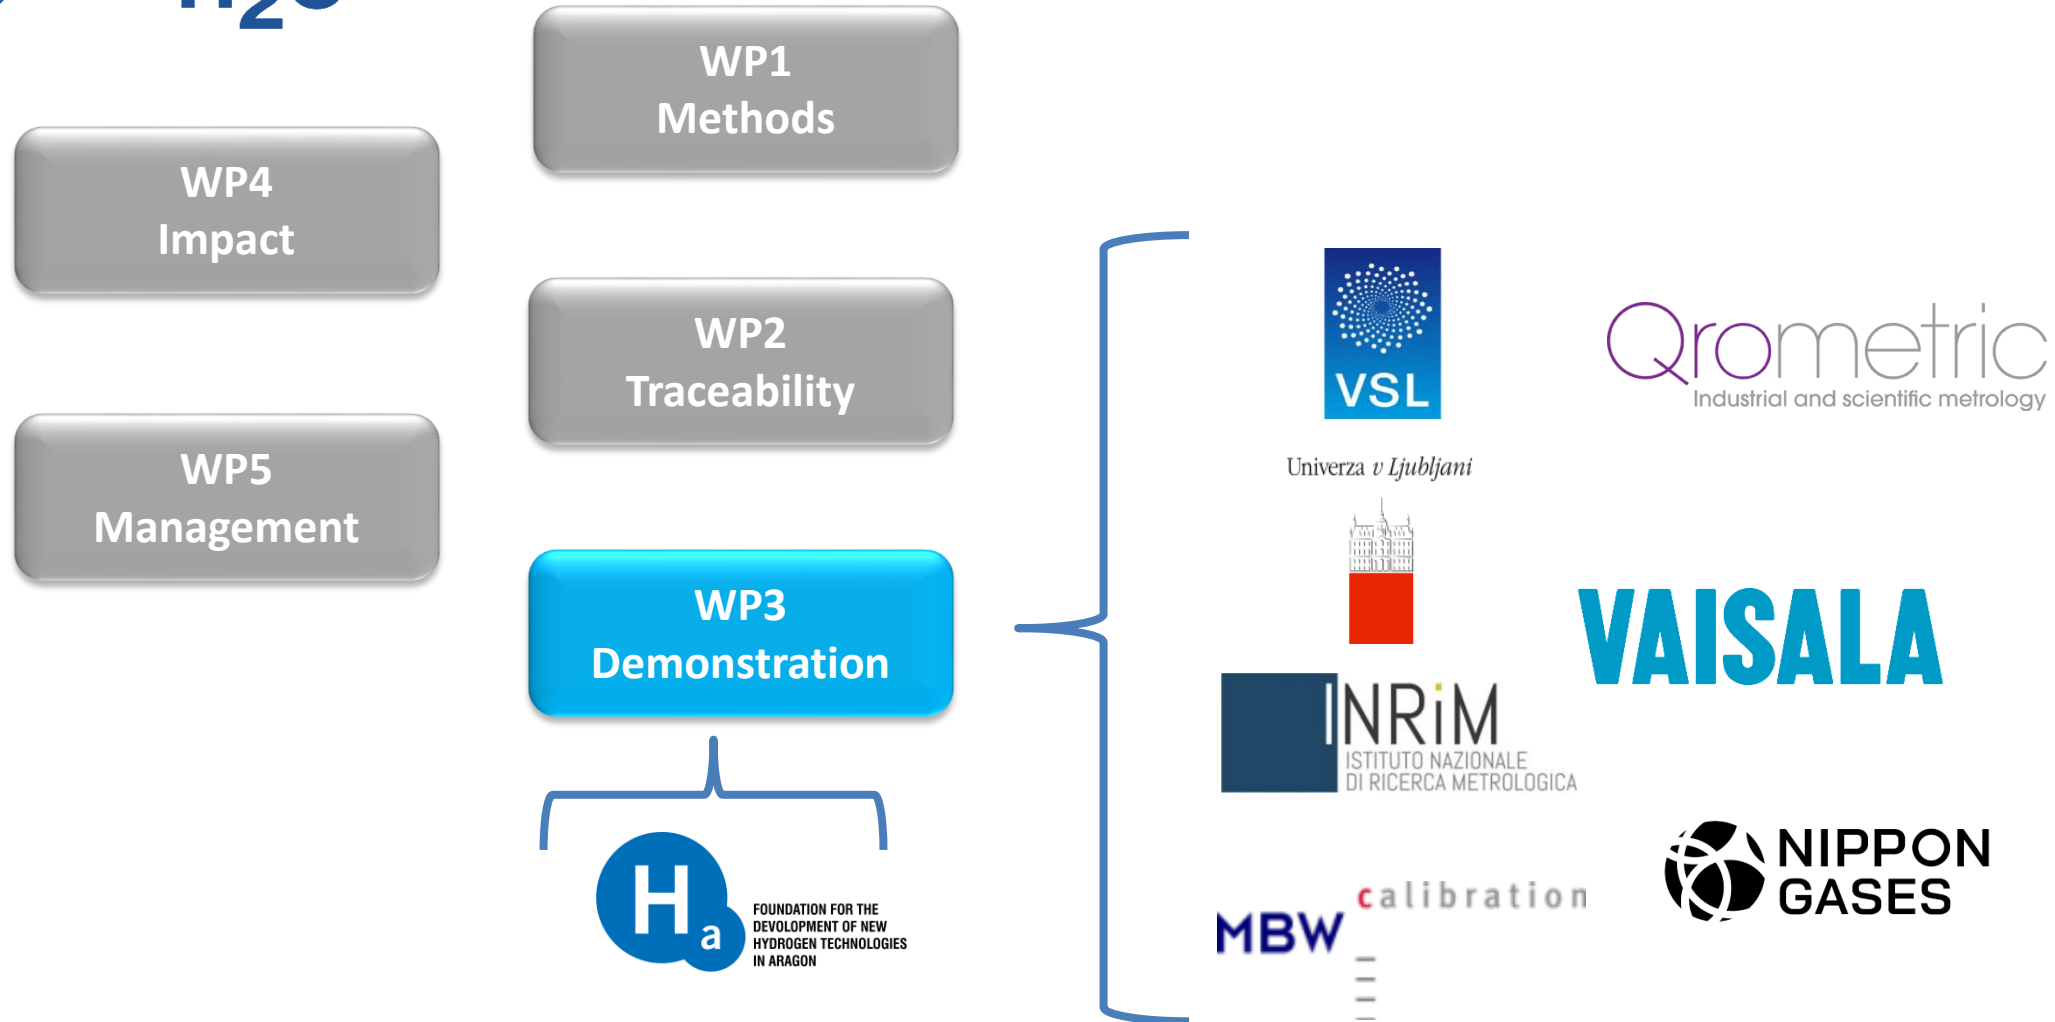 WP1
Methods
WP4
Impact
WP2
Traceability
WP5
Management
WP3
Demonstration
Ha
FOUNDATION FOR THE
DEVOLOPMENT OF NEW
HYDROGEN TECHNOLOGIES
IN ARAGON
VSL
Qrometric
Industrial and scientific metrology
Univerza v Ljubljani
VAISALA
INRiM
ISTITUTO NAZIONALE
DI RICERCA METROLOGICA
NIPPON
GASES
calibration
MBW